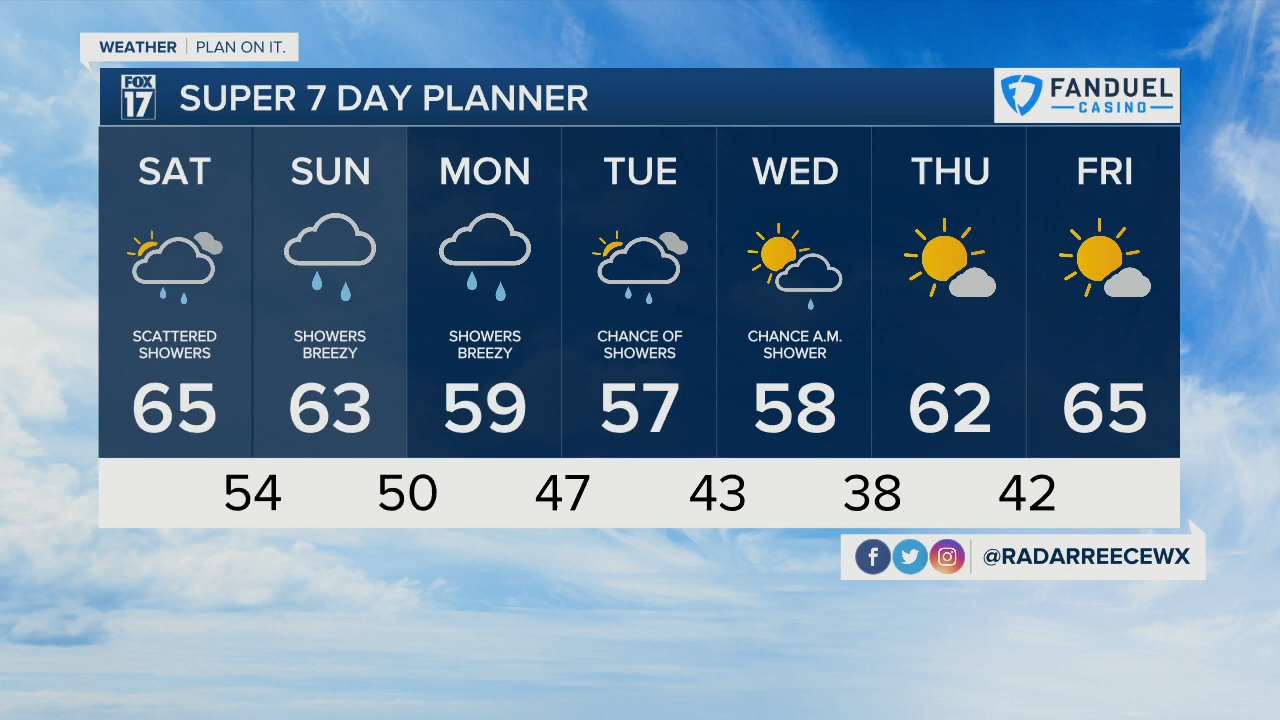 WEATHER | PLAN ON IT.
FOX
17
SUPER 7 DAY PLANNER
FANDUEL
CASINO
SAT SUN MON TUE WED THU FRI
SCATTERED SHOWERS SHOWERS CHANCE OF CHANCE A.M.
SHOWERS BREEZY BREEZY SHOWERS SHOWER
65 63 59 57 58 62 65
54 50 47 43 38 42
@RADARREECEWX